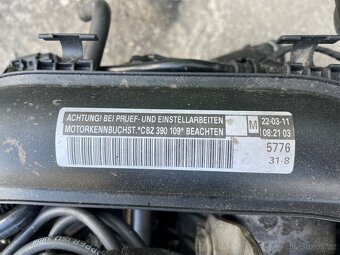 ACHTUNG! BEI PRUEF- UND EINSTELLARBEITEN
MOTORKENNBUCHST.*CBZ 390 109* BEACHTEN
M
22-03-11
08:21 03
5776
31-8